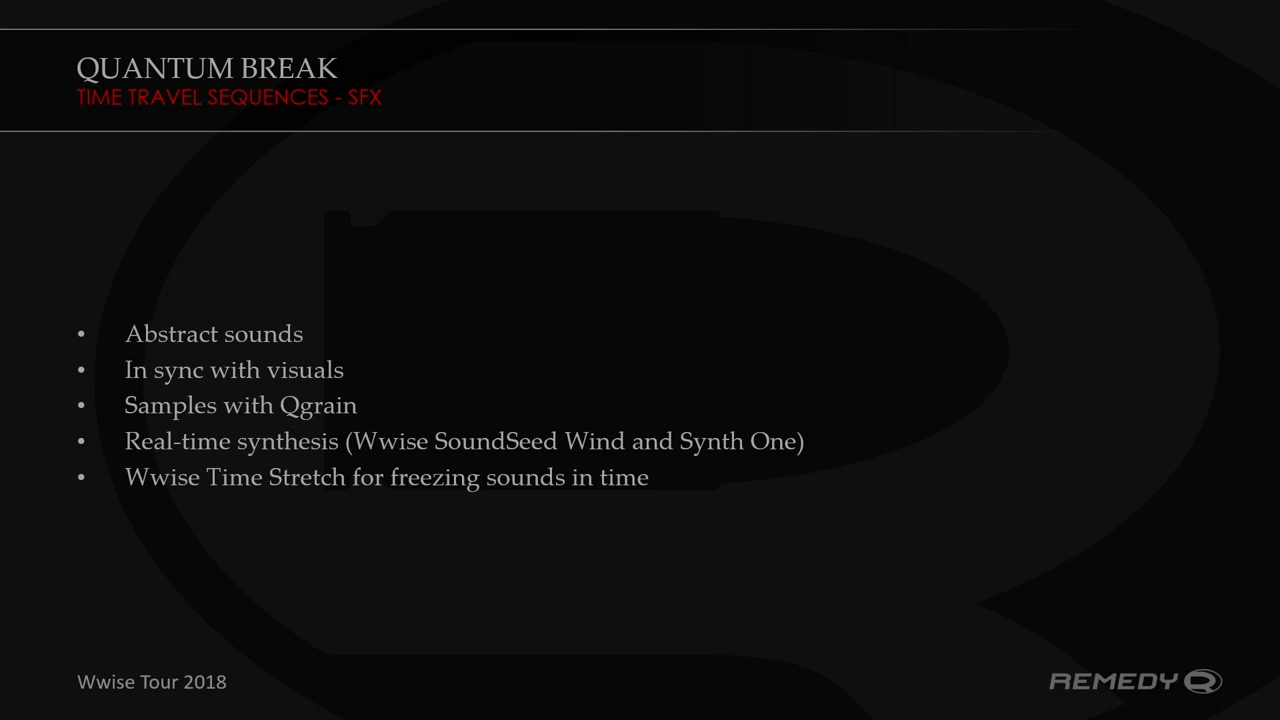 QUANTUM BREAK
TIME TRAVEL SEQUENCES - SFX
• Abstract sounds
• In sync with visuals
• Samples with Qgrain
• Real-time synthesis (Wwise SoundSeed Wind and Synth One)
• Wwise Time Stretch for freezing sounds in time
Wwise Tour 2018
REMEDY